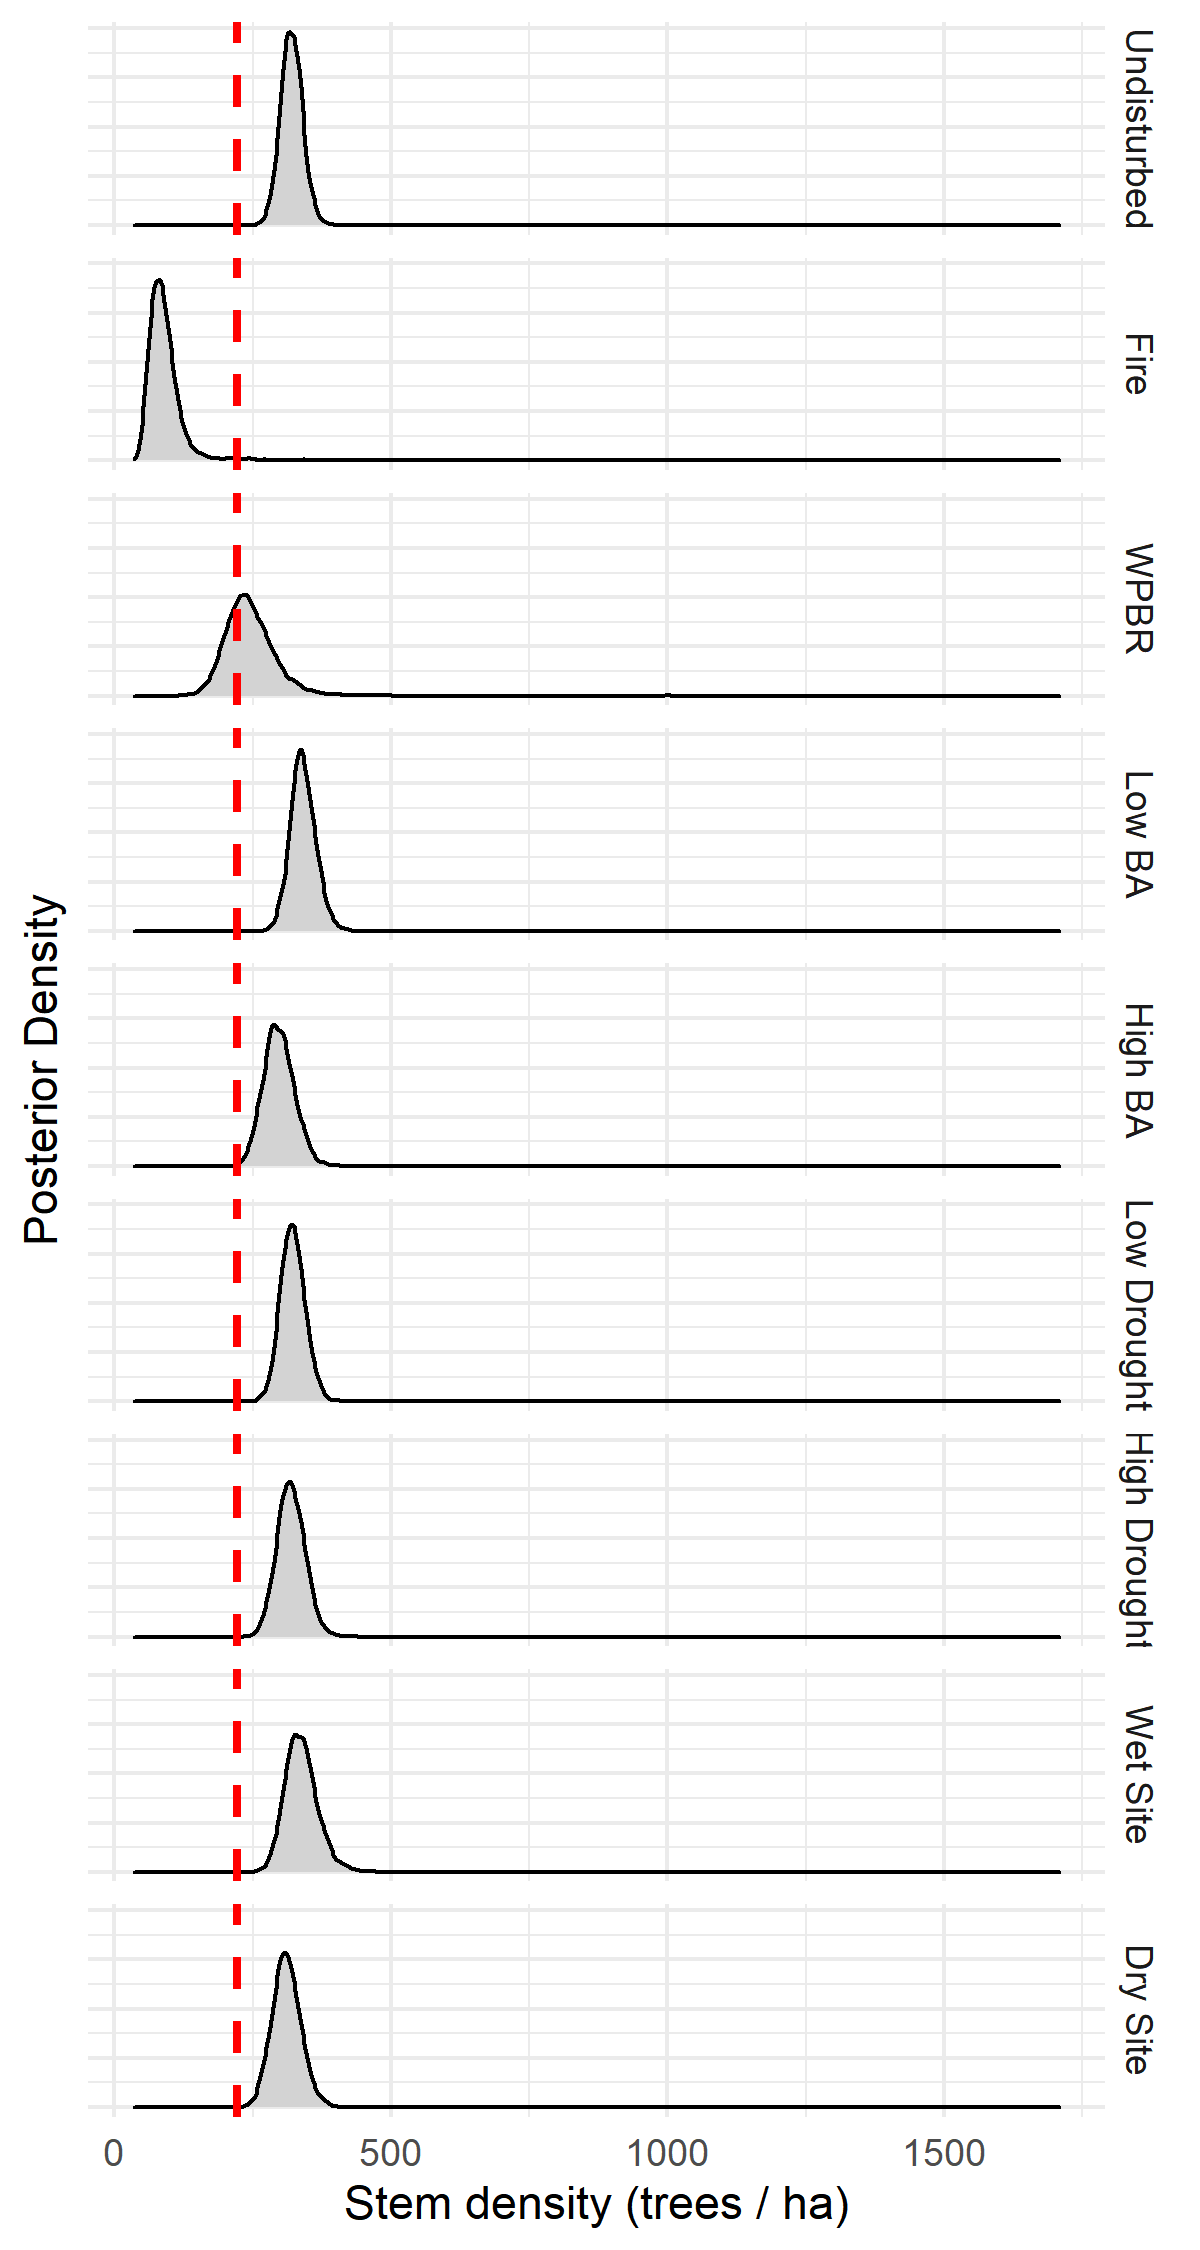 Undisturbed
Fire
WPBR
Low BA
High BA
Low Drought
High Drought
Wet Site
Dry Site
Posterior Density
0 500 1000 1500
Stem density (trees / ha)